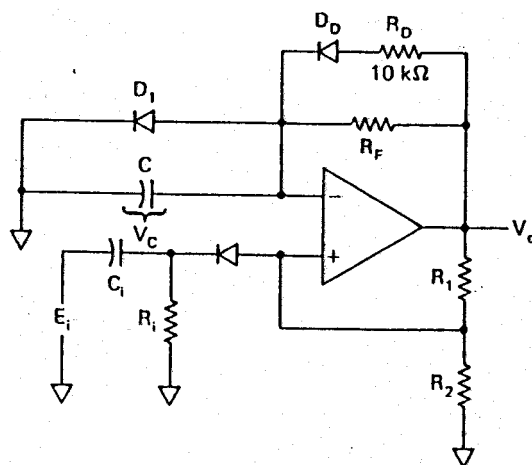 D_D R_D
10 kΩ
D_1
R_F
C
V_C
−
+
V_o
C_i
E_i
R_i
R_1
R_2